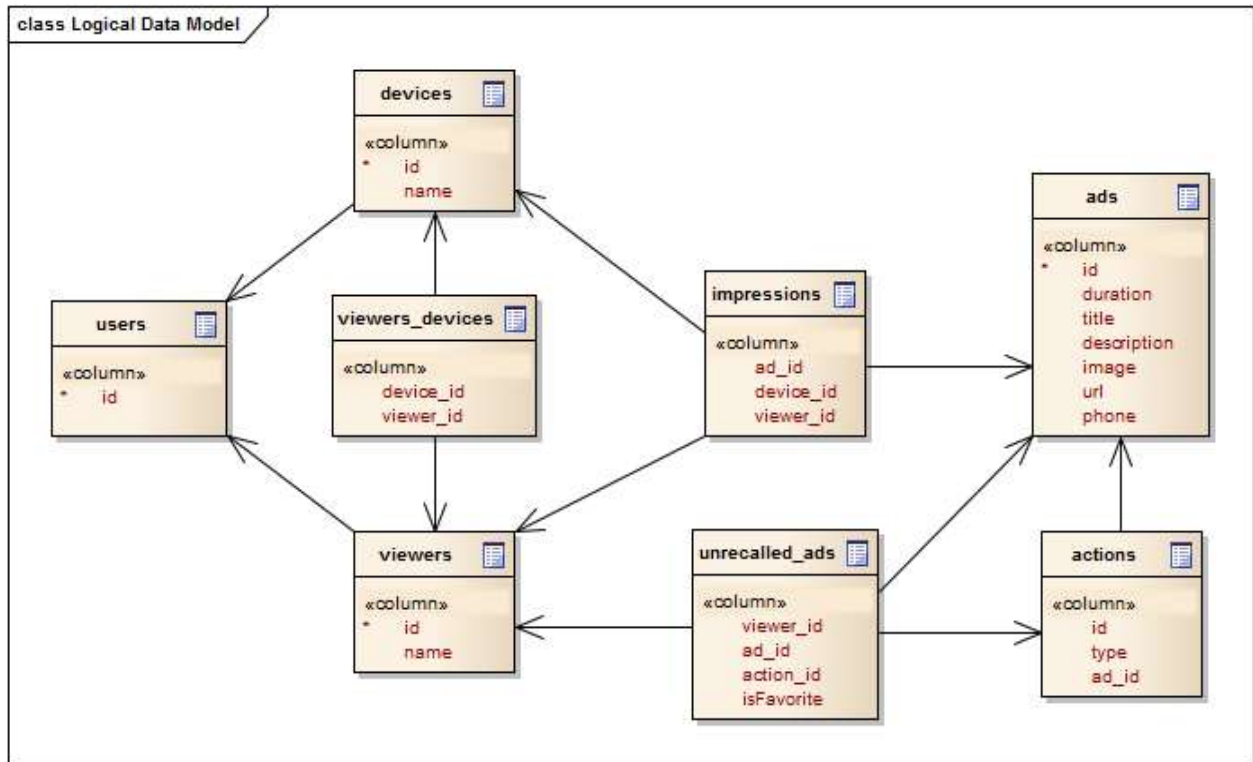 class Logical Data Model
devices
«column»
* id
name
ads
«column»
* id
duration
title
description
image
url
phone
impressions
«column»
ad_id
device_id
viewer_id
viewers_devices
«column»
device_id
viewer_id
users
«column»
* id
viewers
«column»
* id
name
unrecalled_ads
«column»
viewer_id
ad_id
action_id
isFavorite
actions
«column»
id
type
ad_id